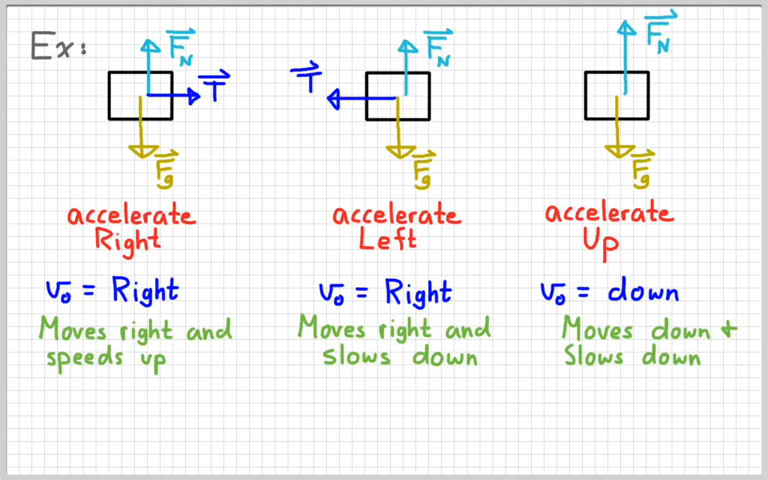 Ex:
F_N
T
F_g
accelerate
Right
v₀ = Right
Moves right and
speeds up
F_N
T
F_g
accelerate
Left
v₀ = Right
Moves right and
slows down
F_N
F_g
accelerate
Up
v₀ = down
Moves down +
Slows down